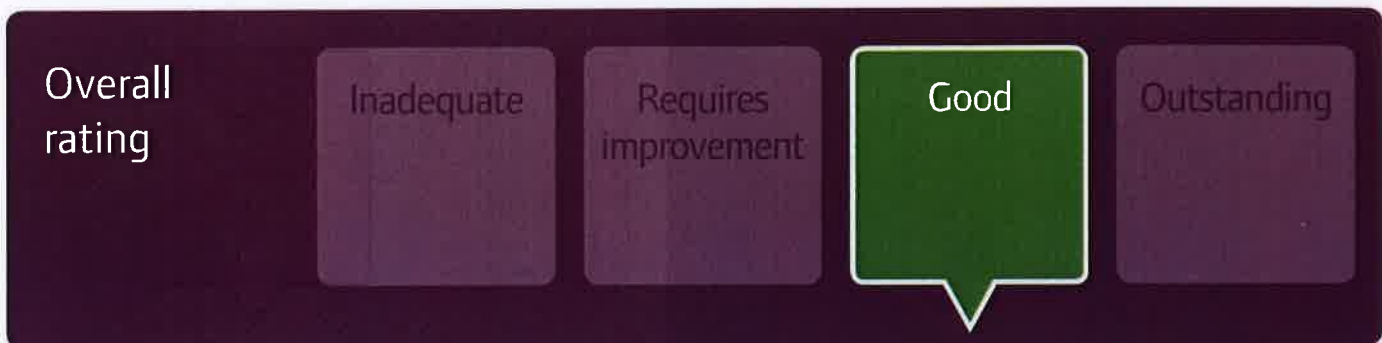 Overall
rating
Inadequate
Requires
improvement
Good
Outstanding